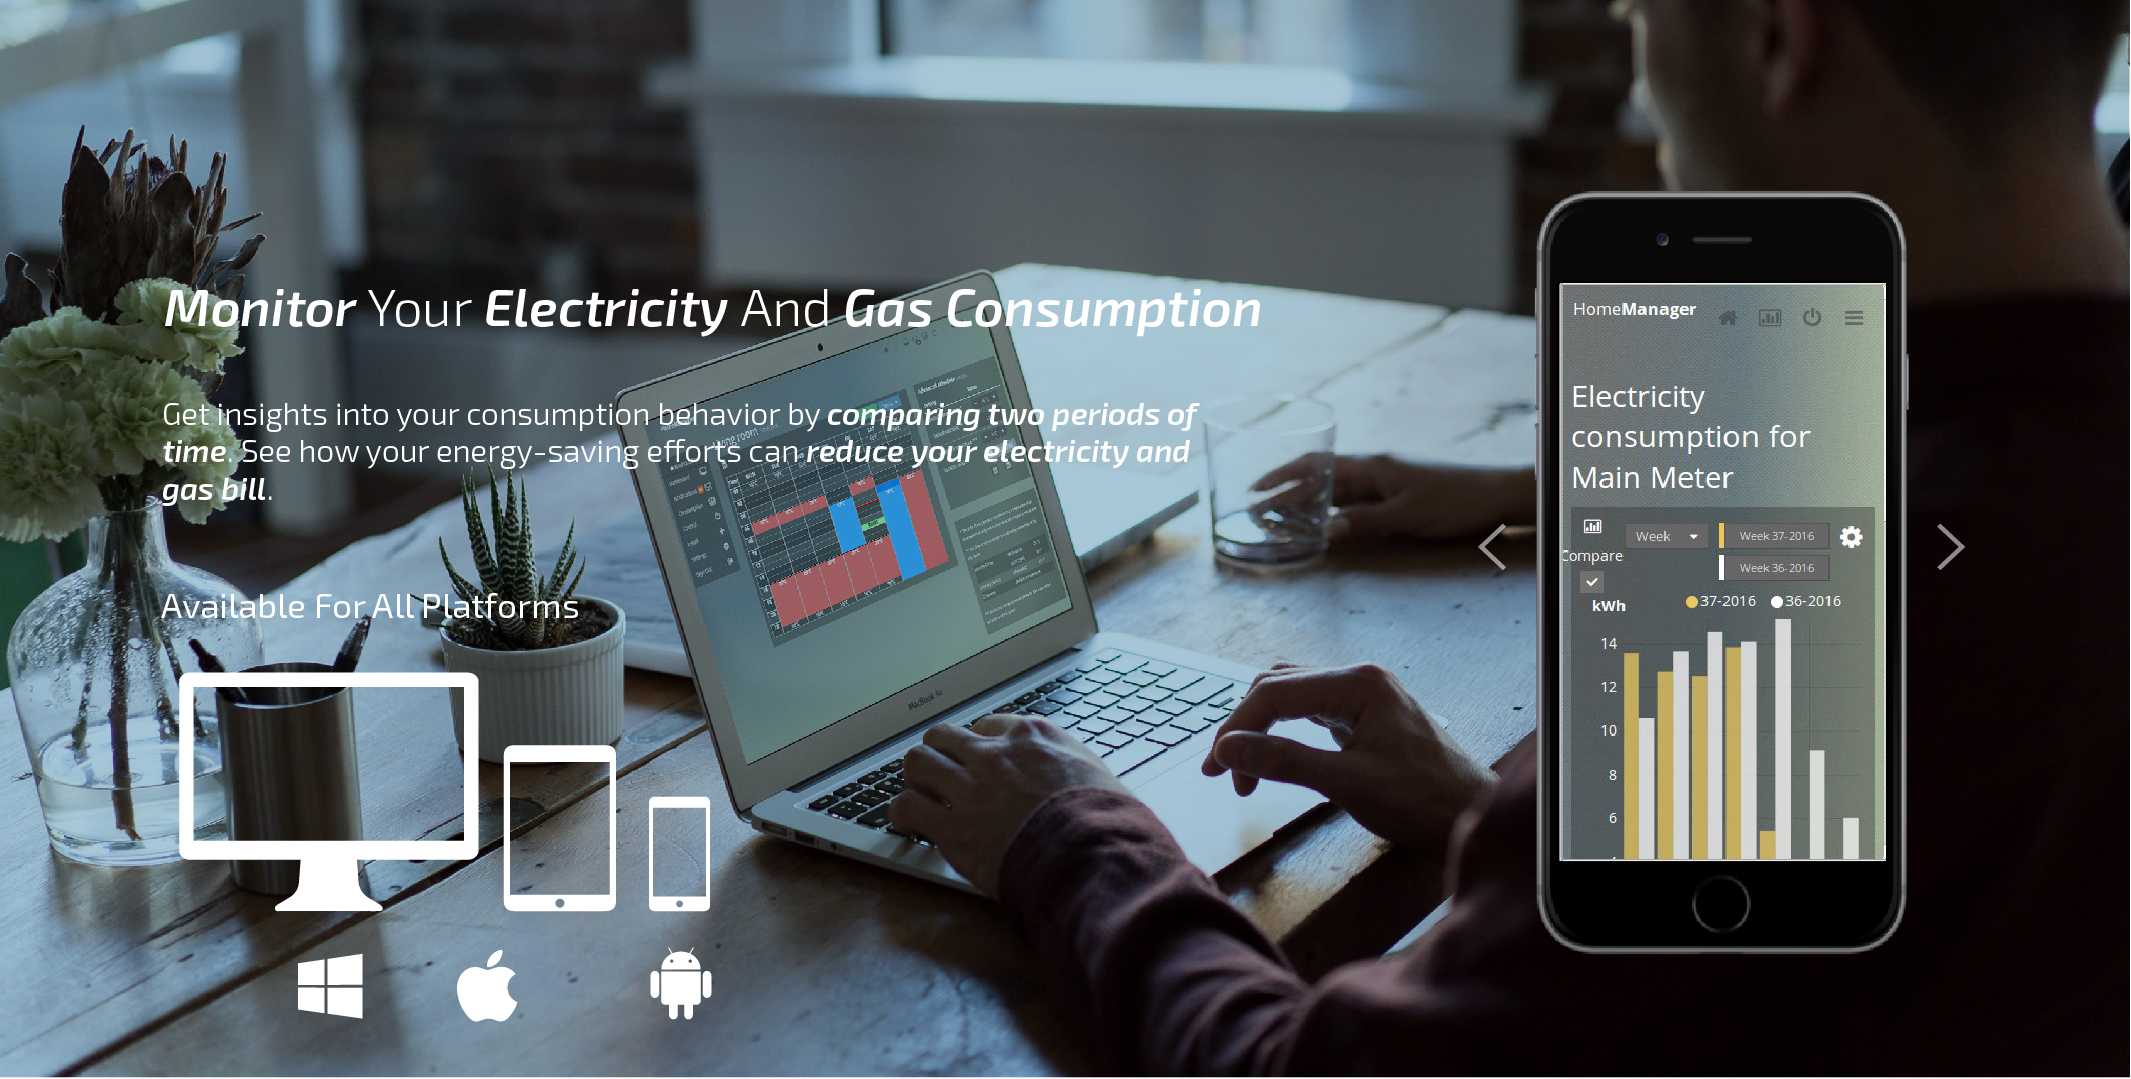 Monitor Your Electricity And Gas Consumption
Get insights into your consumption behavior by comparing two periods of
time. See how your energy-saving efforts can reduce your electricity and
gas bill.
Available For All Platforms
MacBook Air
HomeManager
Electricity
consumption for
Main Meter
Week
Week 37-2016
Compare
Week 36-2016
kWh
37-2016 36-2016
14
12
10
8
6